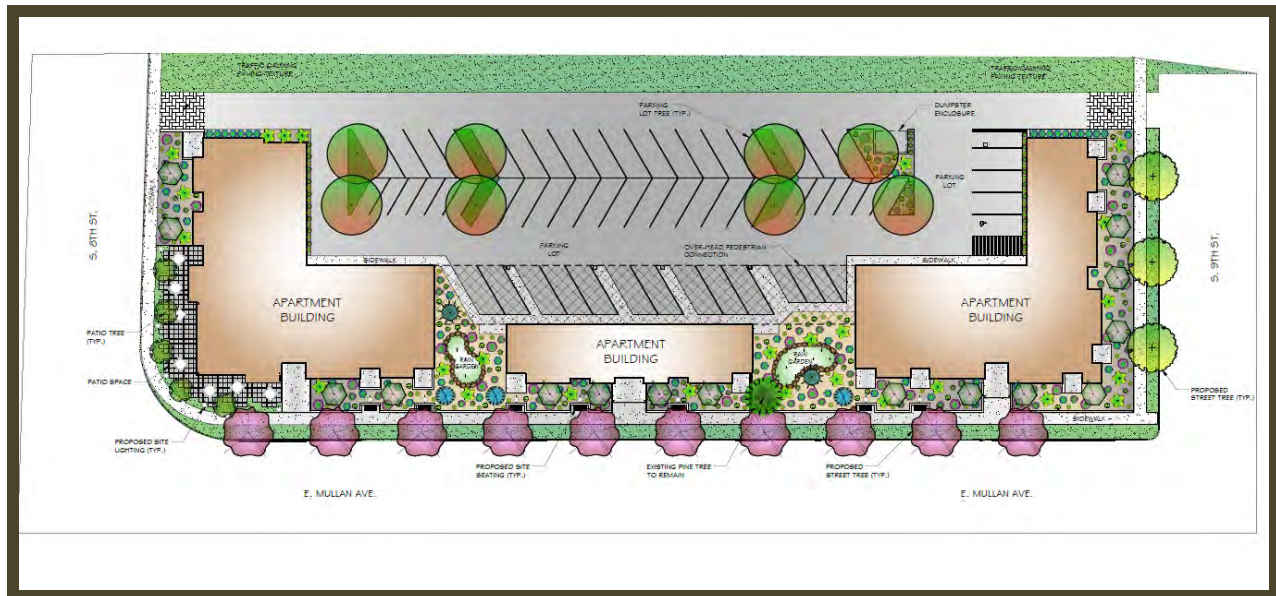 TRAFFIC CALMING
PAVING TEXTURE
TRAFFIC CALMING
PAVING TEXTURE
PARKING
LOT TREE (TYP.)
DUMPSTER
ENCLOSURE
SIDEWALK
PARKING
LOT
S. 8TH ST.
S. 9TH ST.
PARKING
LOT
OVER-HEAD PEDESTRIAN
CONNECTION
SIDEWALK
SIDEWALK
APARTMENT
BUILDING
APARTMENT
BUILDING
APARTMENT
BUILDING
PATIO TREE
(TYP.)
RAIN
GARDEN
RAIN
GARDEN
PATIO SPACE
PROPOSED
STREET TREE (TYP.)
SIDEWALK
PROPOSED SITE
LIGHTING (TYP.)
PROPOSED SITE
SEATING (TYP.)
EXISTING PINE TREE
TO REMAIN
PROPOSED
STREET TREE (TYP.)
E. MULLAN AVE.
E. MULLAN AVE.